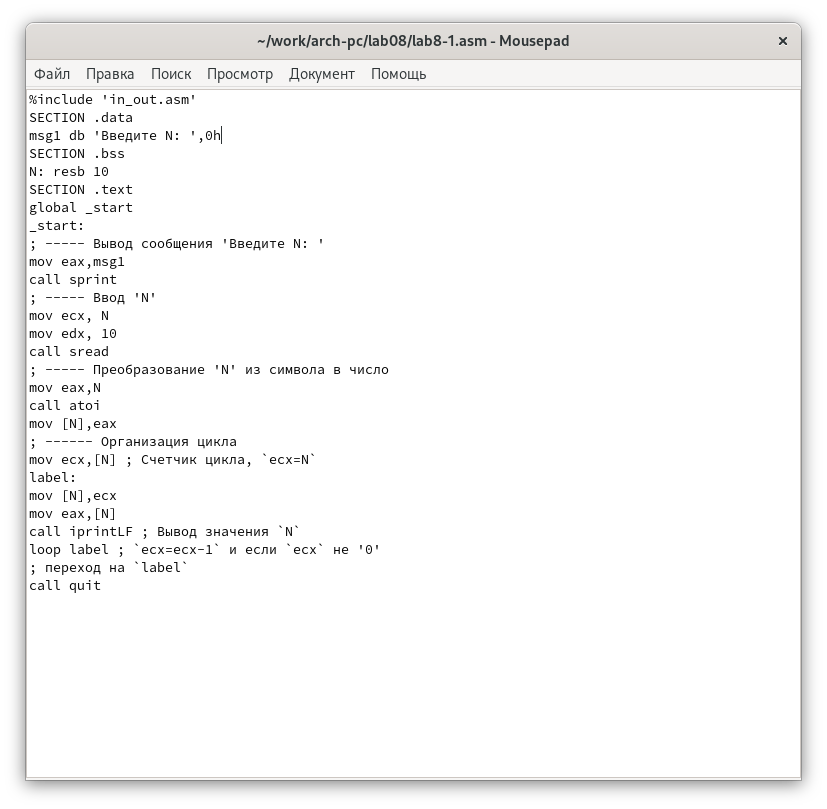 ~/work/arch-pc/lab08/lab8-1.asm - Mousepad
Файл Правка Поиск Просмотр Документ Помощь
%include 'in_out.asm'
SECTION .data
msg1 db 'Введите N: ',0h
SECTION .bss
N: resb 10
SECTION .text
global _start
_start:
; ----- Вывод сообщения 'Введите N: '
mov eax,msg1
call sprint
; ----- Ввод 'N'
mov ecx, N
mov edx, 10
call sread
; ----- Преобразование 'N' из символа в число
mov eax,N
call atoi
mov [N],eax
; ------ Организация цикла
mov ecx,[N] ; Счетчик цикла, `ecx=N`
label:
mov [N],ecx
mov eax,[N]
call iprintLF ; Вывод значения `N`
loop label ; `ecx=ecx-1` и если `ecx` не '0'
; переход на `label`
call quit